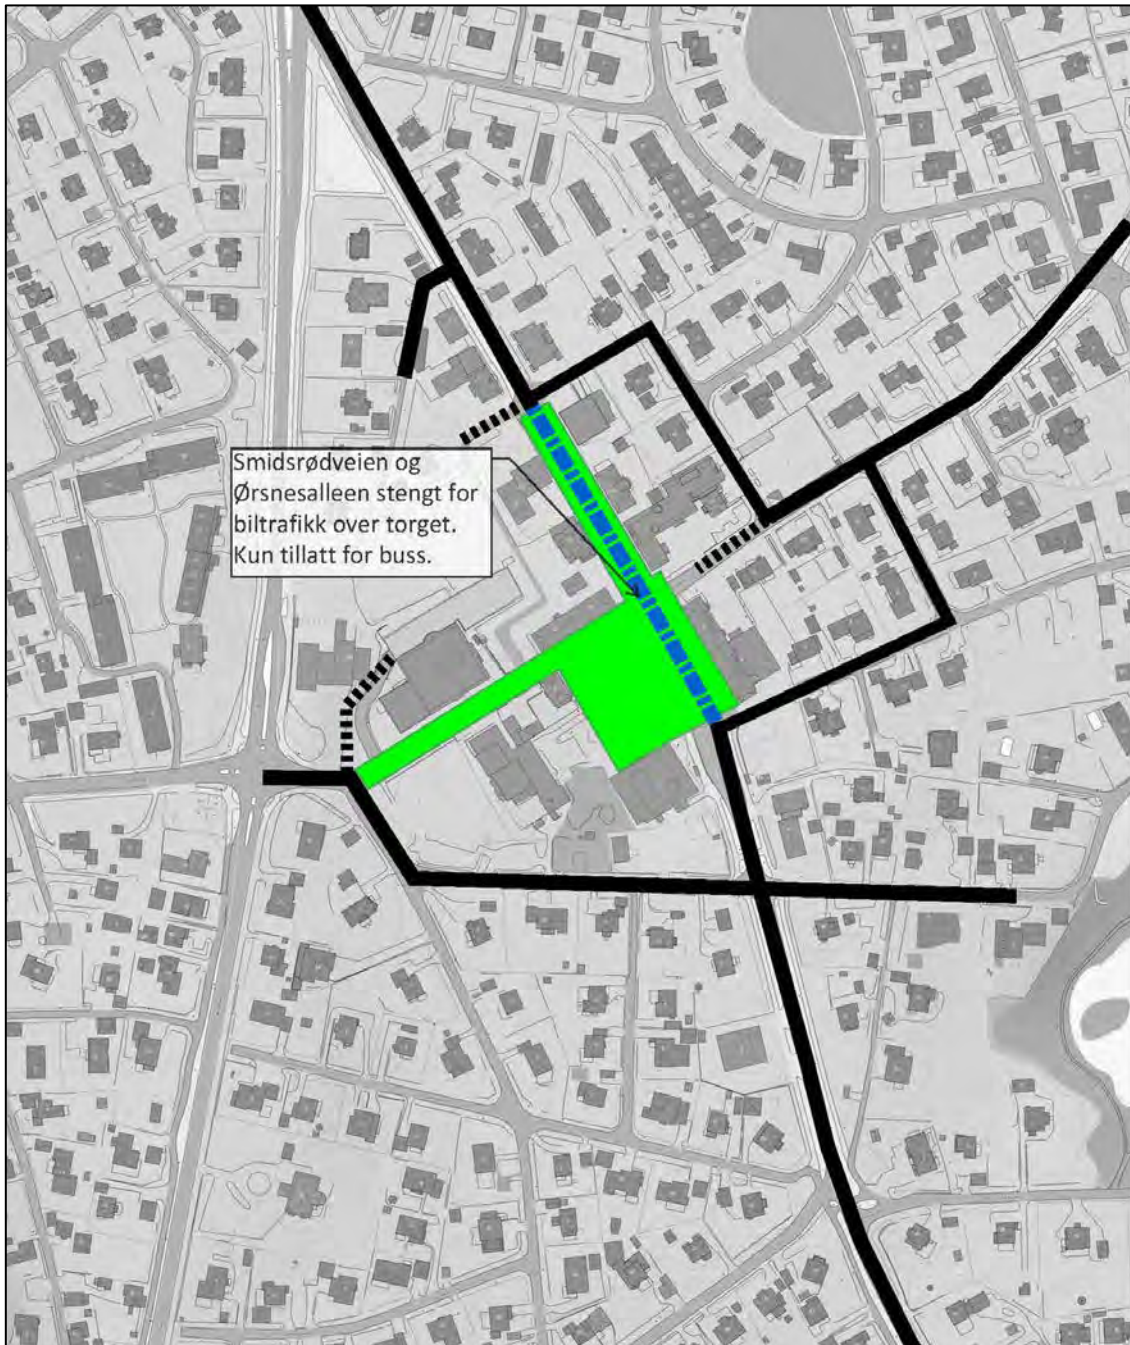 Smidsrødveien og
Ørsnesalleen stengt for
biltrafikk over torget.
Kun tillatt for buss.